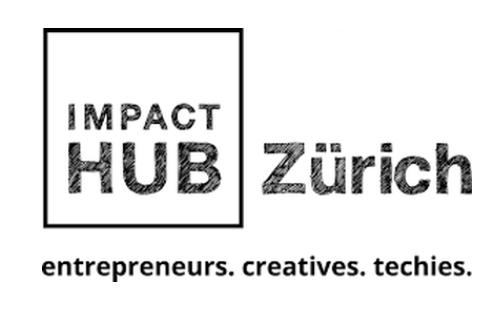 IMPACT
HUB Zürich
entrepreneurs. creatives. techies.